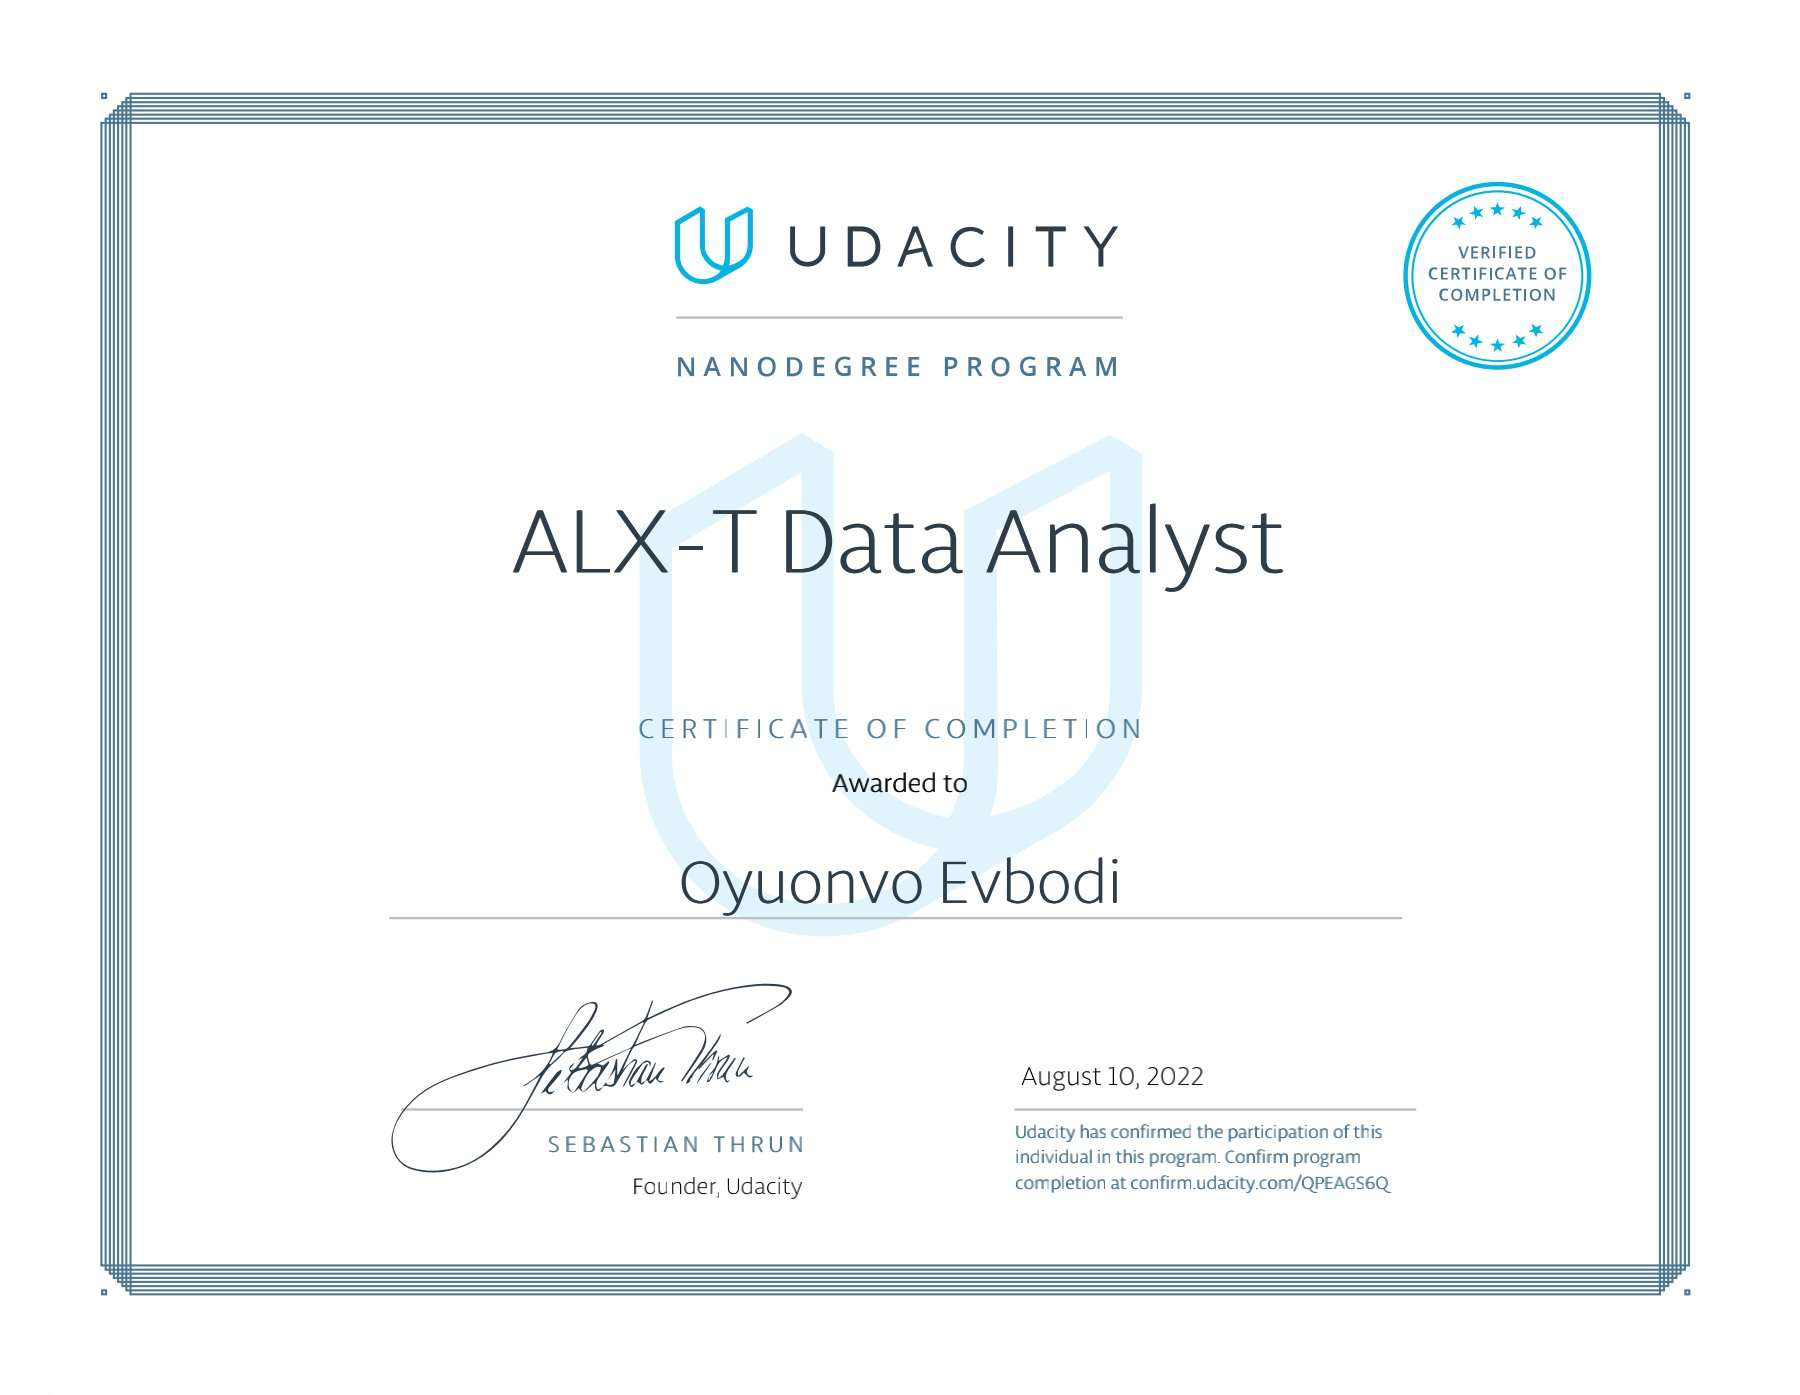 UDACITY
VERIFIED
CERTIFICATE OF
COMPLETION
NANODEGREE PROGRAM
ALX-T Data Analyst
CERTIFICATE OF COMPLETION
Awarded to
Oyuonvo Evbodi
Sebastian Thrun
SEBASTIAN THRUN
Founder, Udacity
August 10, 2022
Udacity has confirmed the participation of this
individual in this program. Confirm program
completion at confirm.udacity.com/QPEAGS6Q